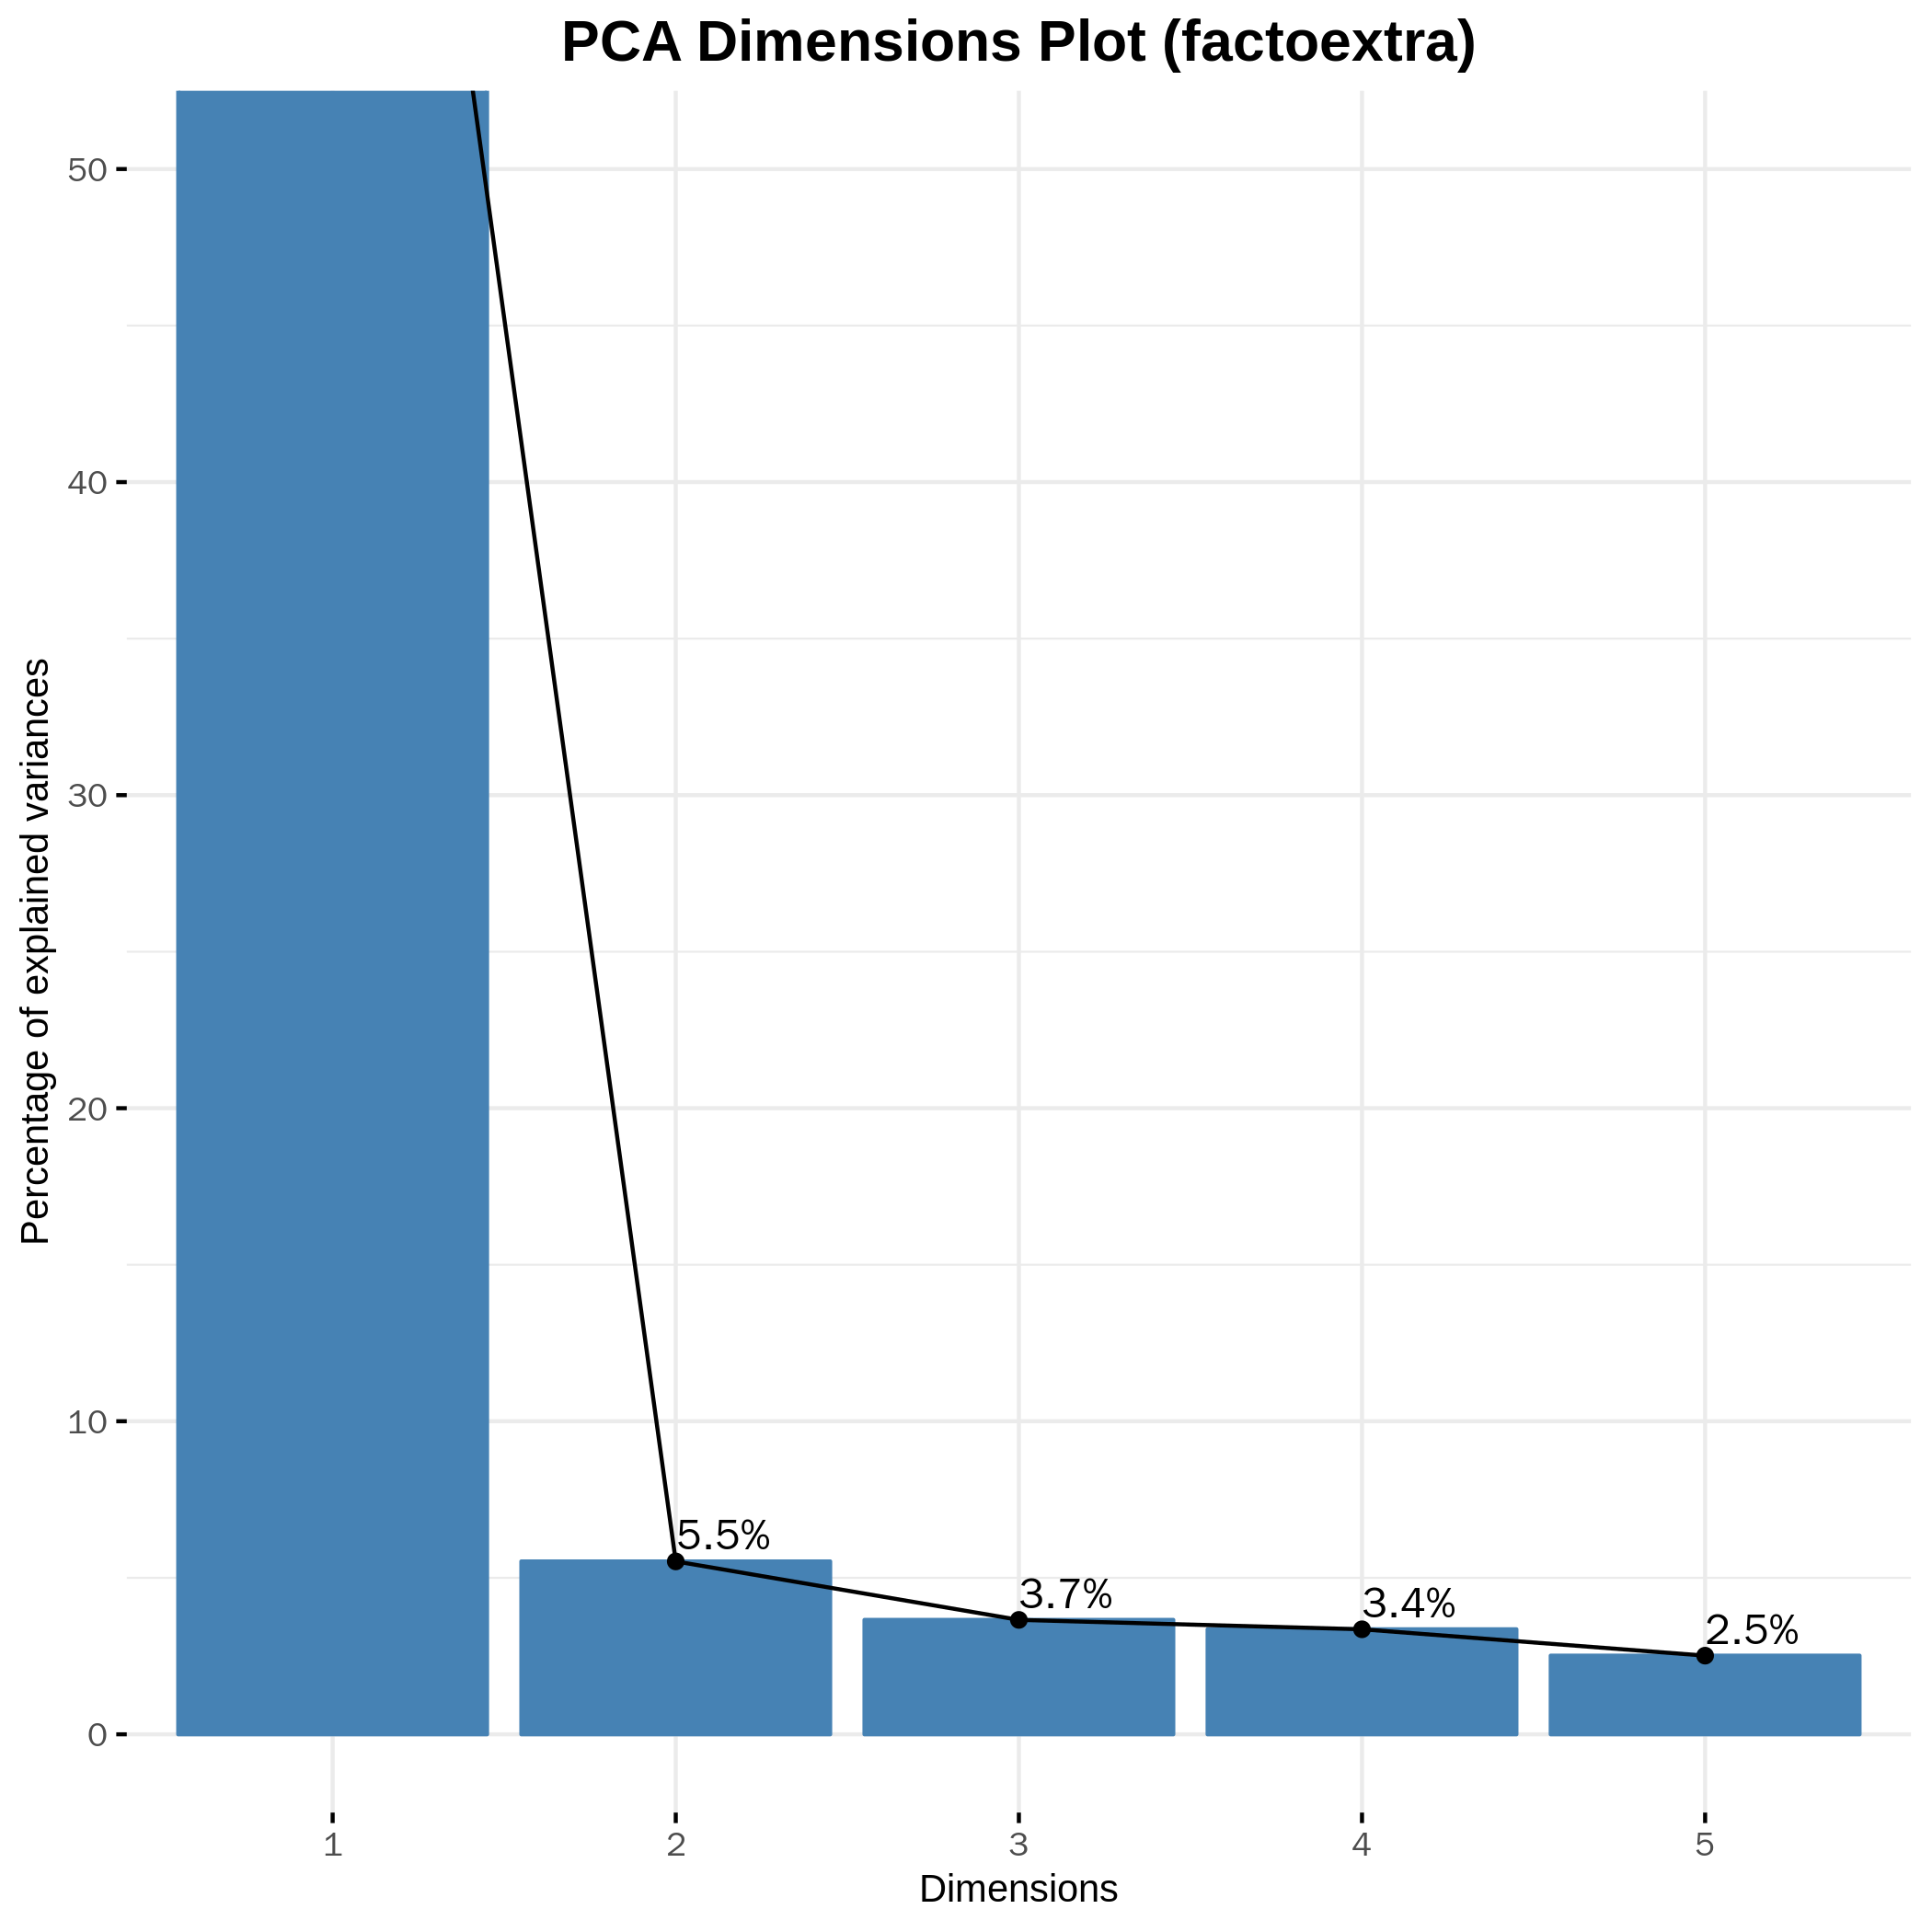 PCA Dimensions Plot (factoextra)
Percentage of explained variances
50
40
30
20
10
0
5.5%
3.7%
3.4%
2.5%
1 2 3 4 5
Dimensions